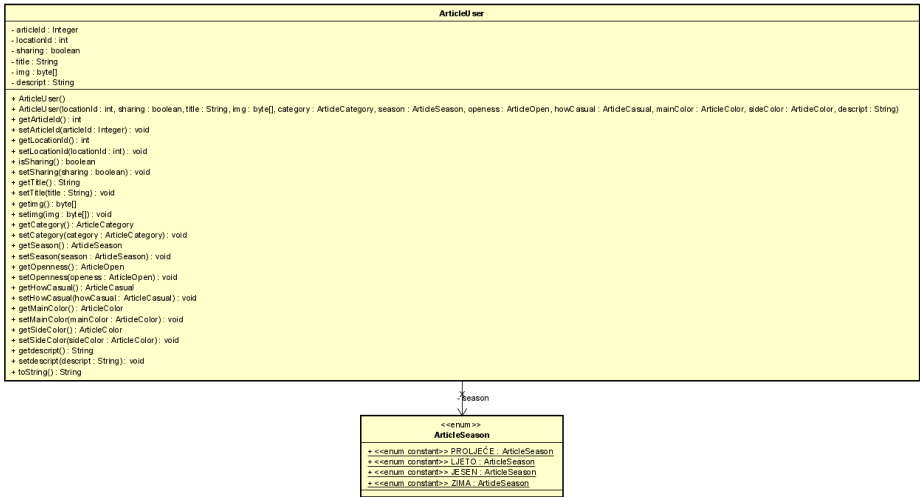 ArticleUser
- articleId : Integer
- locationId : int
- sharing : boolean
- title : String
- img : byte[]
- descript : String
+ ArticleUser()
+ ArticleUser(locationId : int, sharing : boolean, title : String, img : byte[], category : ArticleCategory, season : ArticleSeason, openess : ArticleOpen, howCasual : ArticleCasual, mainColor : ArticleColor, sideColor : ArticleColor, descript : String)
+ getArticleId() : int
+ setArticleId(articleId : Integer) : void
+ getLocationId() : int
+ setLocationId(locationId : int) : void
+ isSharing() : boolean
+ setSharing(sharing : boolean) : void
+ getTitle() : String
+ setTitle(title : String) : void
+ getImg() : byte[]
+ setImg(img : byte[]) : void
+ getCategory() : ArticleCategory
+ setCategory(category : ArticleCategory) : void
+ getSeason() : ArticleSeason
+ setSeason(season : ArticleSeason) : void
+ getOpenness() : ArticleOpen
+ setOpenness(openess : ArticleOpen) : void
+ getHowCasual() : ArticleCasual
+ setHowCasual(howCasual : ArticleCasual) : void
+ getMainColor() : ArticleColor
+ setMainColor(mainColor : ArticleColor) : void
+ getSideColor() : ArticleColor
+ setSideColor(sideColor : ArticleColor) : void
+ getdescript() : String
+ setdescript(descript : String) : void
+ toString() : String
- season
<<enum>>
ArticleSeason
+ <<enum constant>> PROLJEĆE : ArticleSeason
+ <<enum constant>> LJETO : ArticleSeason
+ <<enum constant>> JESEN : ArticleSeason
+ <<enum constant>> ZIMA : ArticleSeason